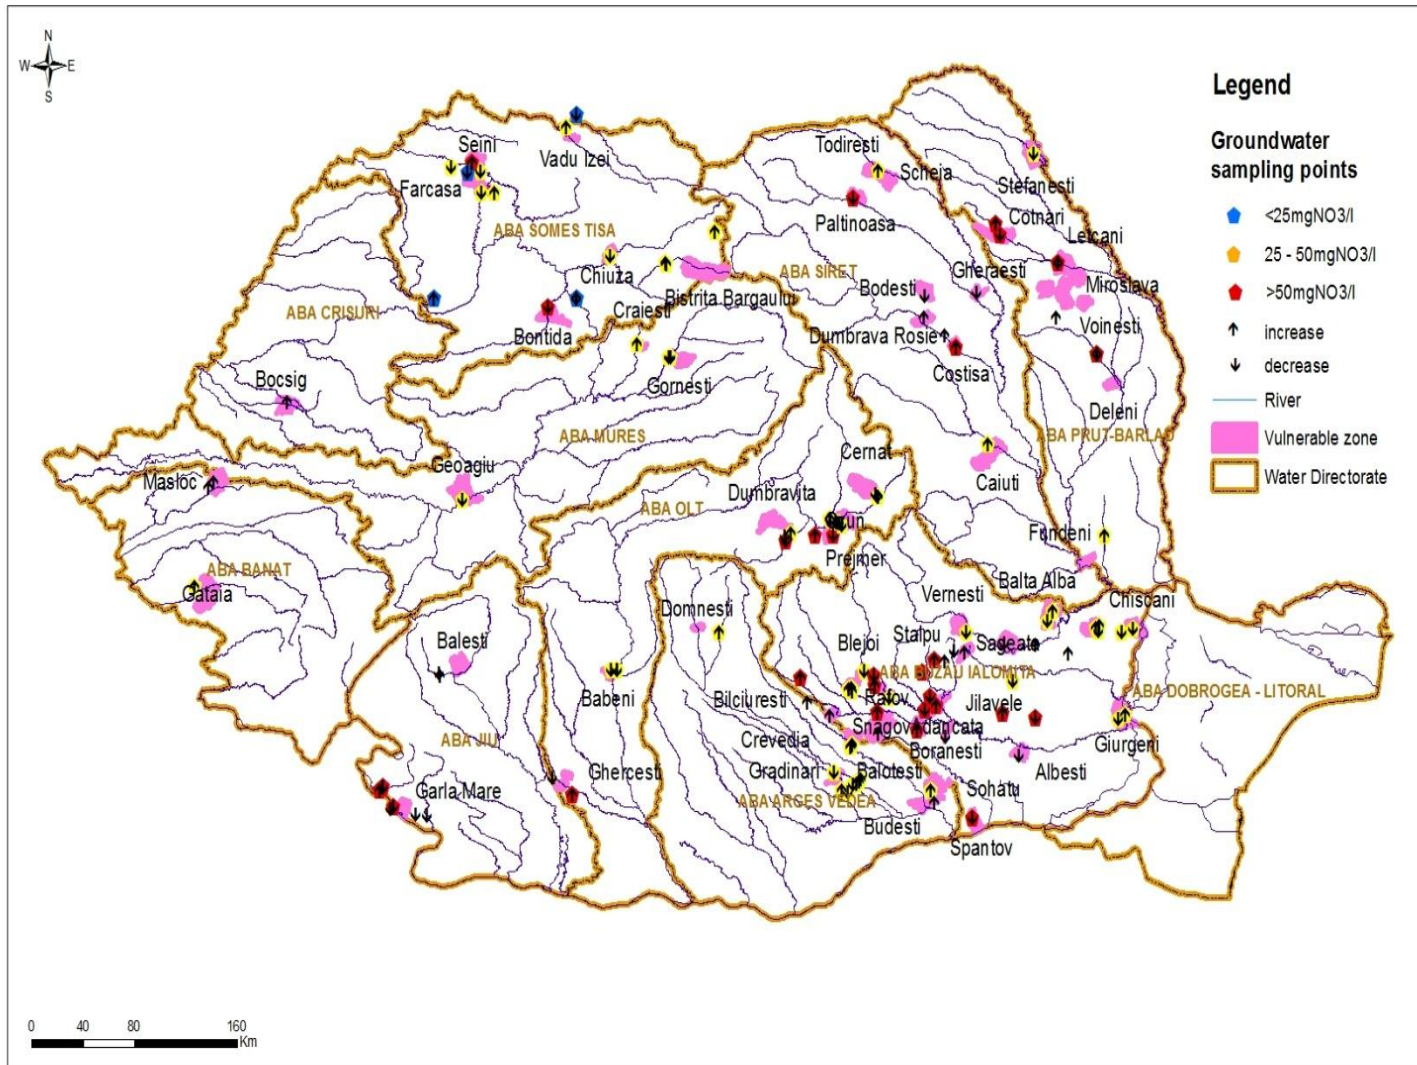 N
W E
S
Legend
Groundwater
sampling points
<25mgNO3/l
25 - 50mgNO3/l
>50mgNO3/l
increase
decrease
River
Vulnerable zone
Water Directorate
Seini
Vadu Izei
Farcasa
ABA SOMES TISA
Chiuza
Bistrita Bargaului
Craiesti
Bontida
Gornesti
ABA CRISURI
Bocsig
ABA MURES
Geoagiu
Masloc
ABA BANAT
Gataia
Todiresti
Scheia
Paltinoasa
ABA SIRET
Stefanesti
Cotnari
Letcani
Gheraesti
Bodesti
Miroslava
Dumbrava Rosie
Voinesti
Costisa
Deleni
ABA PRUT-BARLAD
Caiuti
Cernat
Dumbravita
ABA OLT
Prejmer
Fundeni
Balta Alba
Chiscani
Vernesti
Domnesti
Stalpu
Sageata
Blejoi
ABA BUZAU IALOMITA
ABA DOBROGEA - LITORAL
Balesti
Babeni
Bilciuresti
Rafov
Jilavele
Giurgeni
Crevedia
Snagov
Boranesti
Albesti
ABA JIU
Ghercesti
Gradinari
Balotesti
Sohatu
Garla Mare
ABA ARGES VEDEA
Budesti
Spantov
0 40 80 160
Km